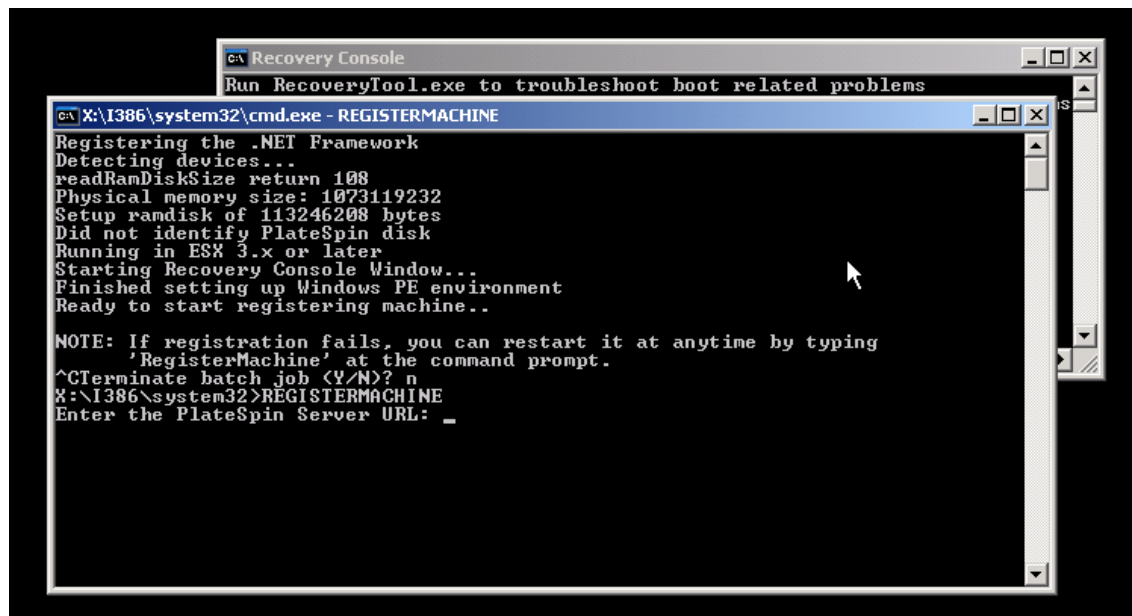 Recovery Console
Run RecoveryTool.exe to troubleshoot boot related problems
X:\I386\system32\cmd.exe - REGISTERMACHINE
Registering the .NET Framework
Detecting devices...
readRamDiskSize return 108
Physical memory size: 1073119232
Setup ramdisk of 113246208 bytes
Did not identify PlateSpin disk
Running in ESX 3.x or later
Starting Recovery Console Window...
Finished setting up Windows PE environment
Ready to start registering machine..
NOTE: If registration fails, you can restart it at anytime by typing
'RegisterMachine' at the command prompt.
^CTerminate batch job (Y/N)? n
X:\I386\system32>REGISTERMACHINE
Enter the PlateSpin Server URL: _